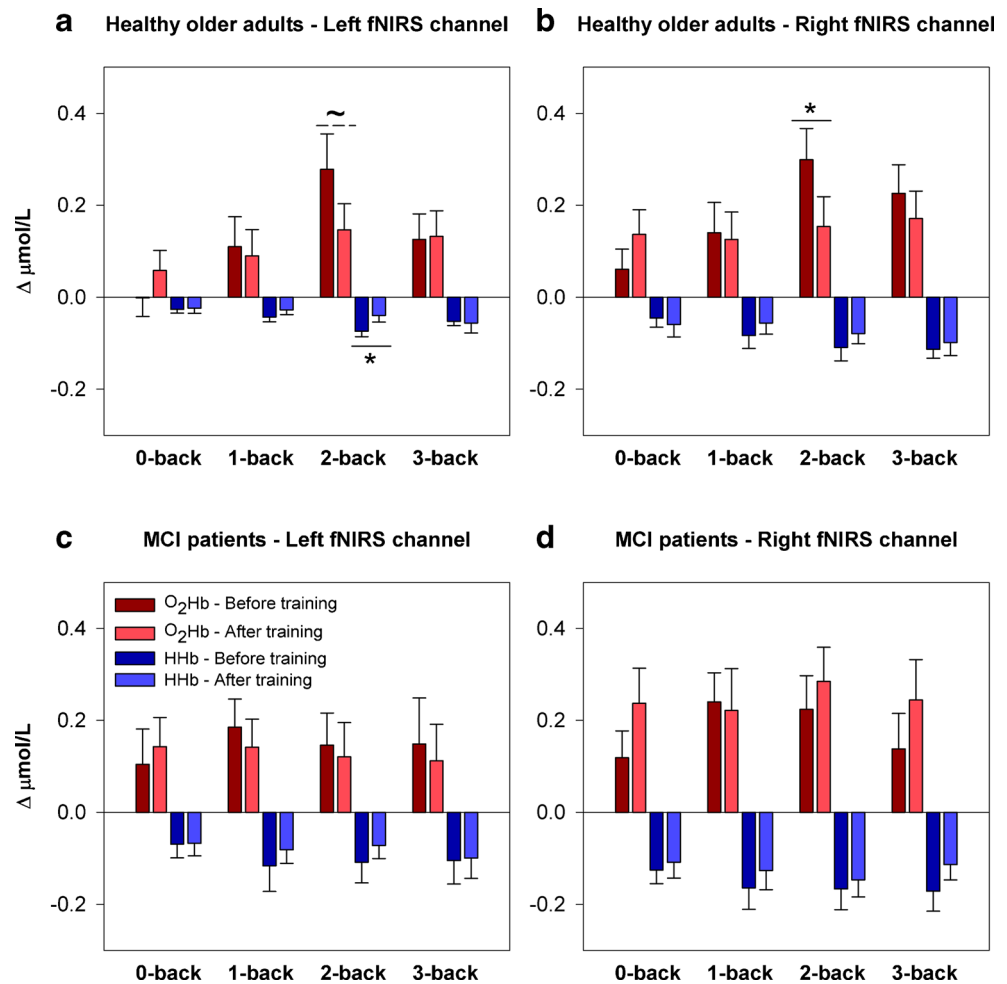 a Healthy older adults - Left fNIRS channel
b Healthy older adults - Right fNIRS channel
Δ μmol/L
0.4
0.2
0.0
-0.2
~
*
0-back 1-back 2-back 3-back
0.4
0.2
0.0
-0.2
*
0-back 1-back 2-back 3-back
c MCI patients - Left fNIRS channel
d MCI patients - Right fNIRS channel
Δ μmol/L
0.4
0.2
0.0
-0.2
O₂Hb - Before training
O₂Hb - After training
HHb - Before training
HHb - After training
0-back 1-back 2-back 3-back
0.4
0.2
0.0
-0.2
0-back 1-back 2-back 3-back